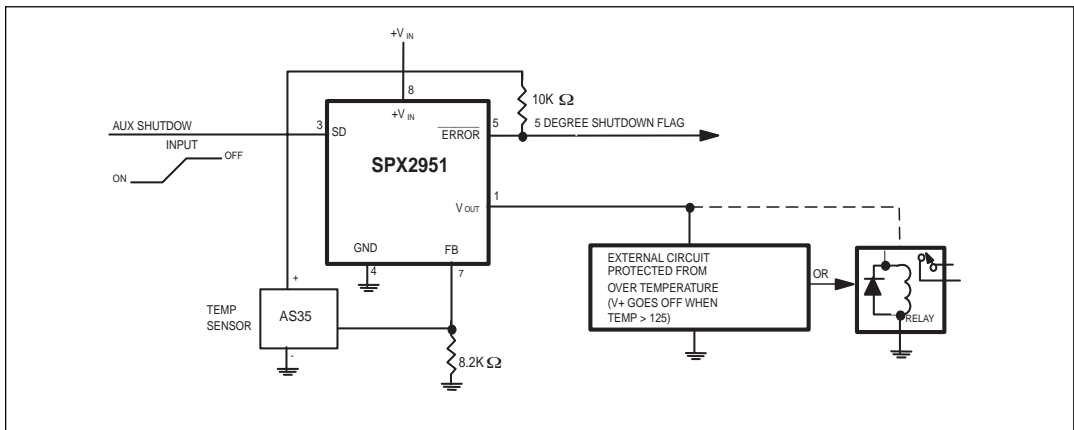 +V IN
8
+V IN
10K Ω
AUX SHUTDOW
3
SD
ERROR
5
5 DEGREE SHUTDOWN FLAG
INPUT
OFF
ON
SPX2951
1
V OUT
GND
FB
4
7
EXTERNAL CIRCUIT
PROTECTED FROM
OVER TEMPERATURE
(V+ GOES OFF WHEN
TEMP > 125)
OR
RELAY
+
TEMP
SENSOR
AS35
-
8.2K Ω